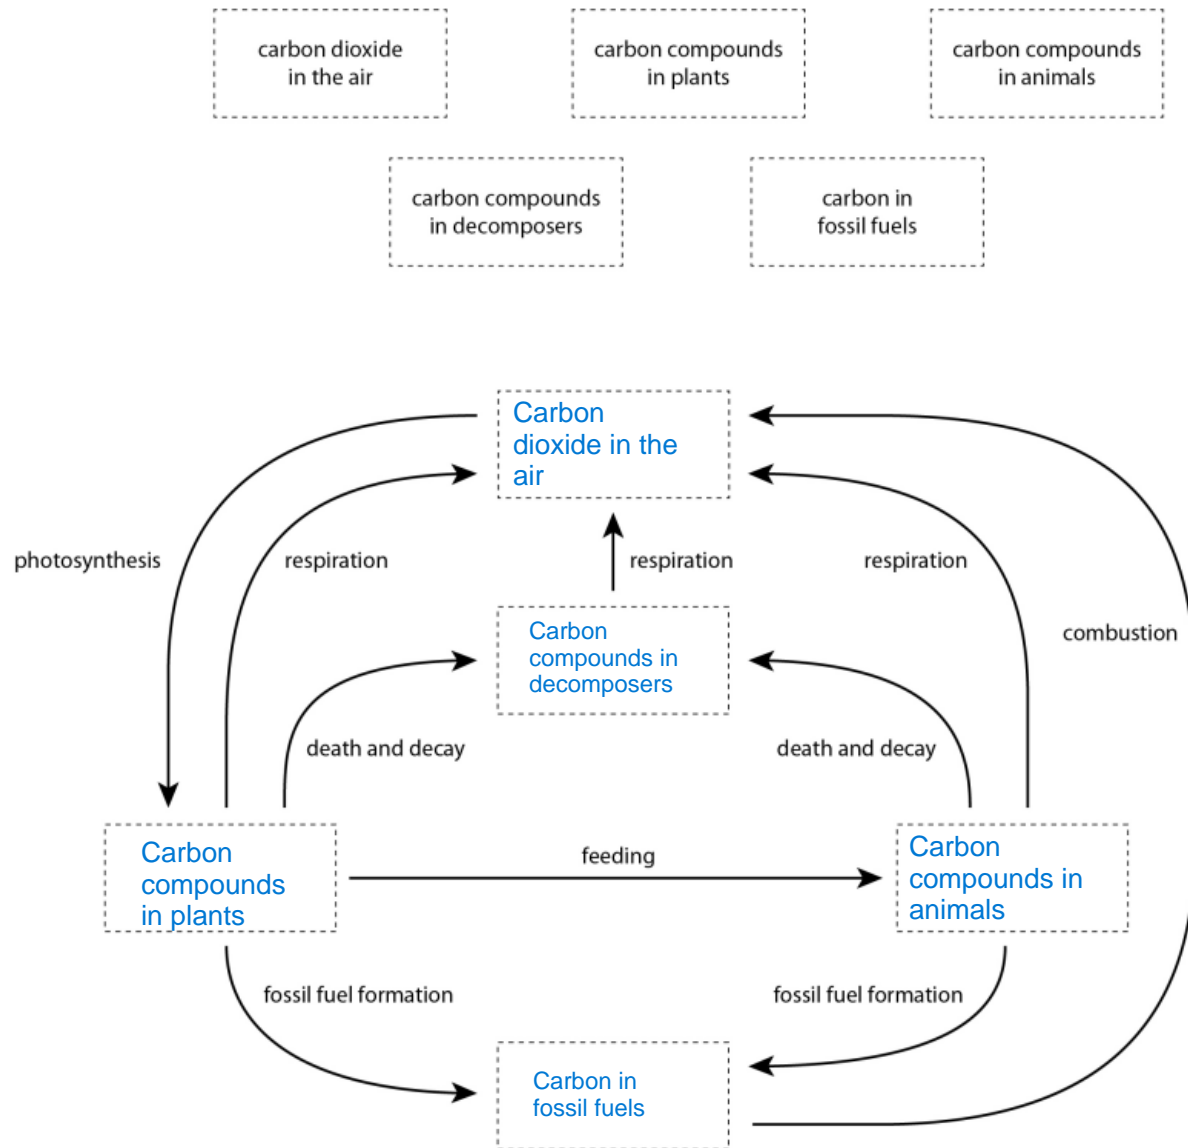 carbon dioxide
in the air
carbon compounds
in plants
carbon compounds
in animals
carbon compounds
in decomposers
carbon in
fossil fuels
Carbon
dioxide in the
air
photosynthesis
respiration
respiration
respiration
combustion
Carbon
compounds in
decomposers
death and decay
death and decay
Carbon
compounds
in plants
feeding
Carbon
compounds in
animals
fossil fuel formation
fossil fuel formation
Carbon in
fossil fuels